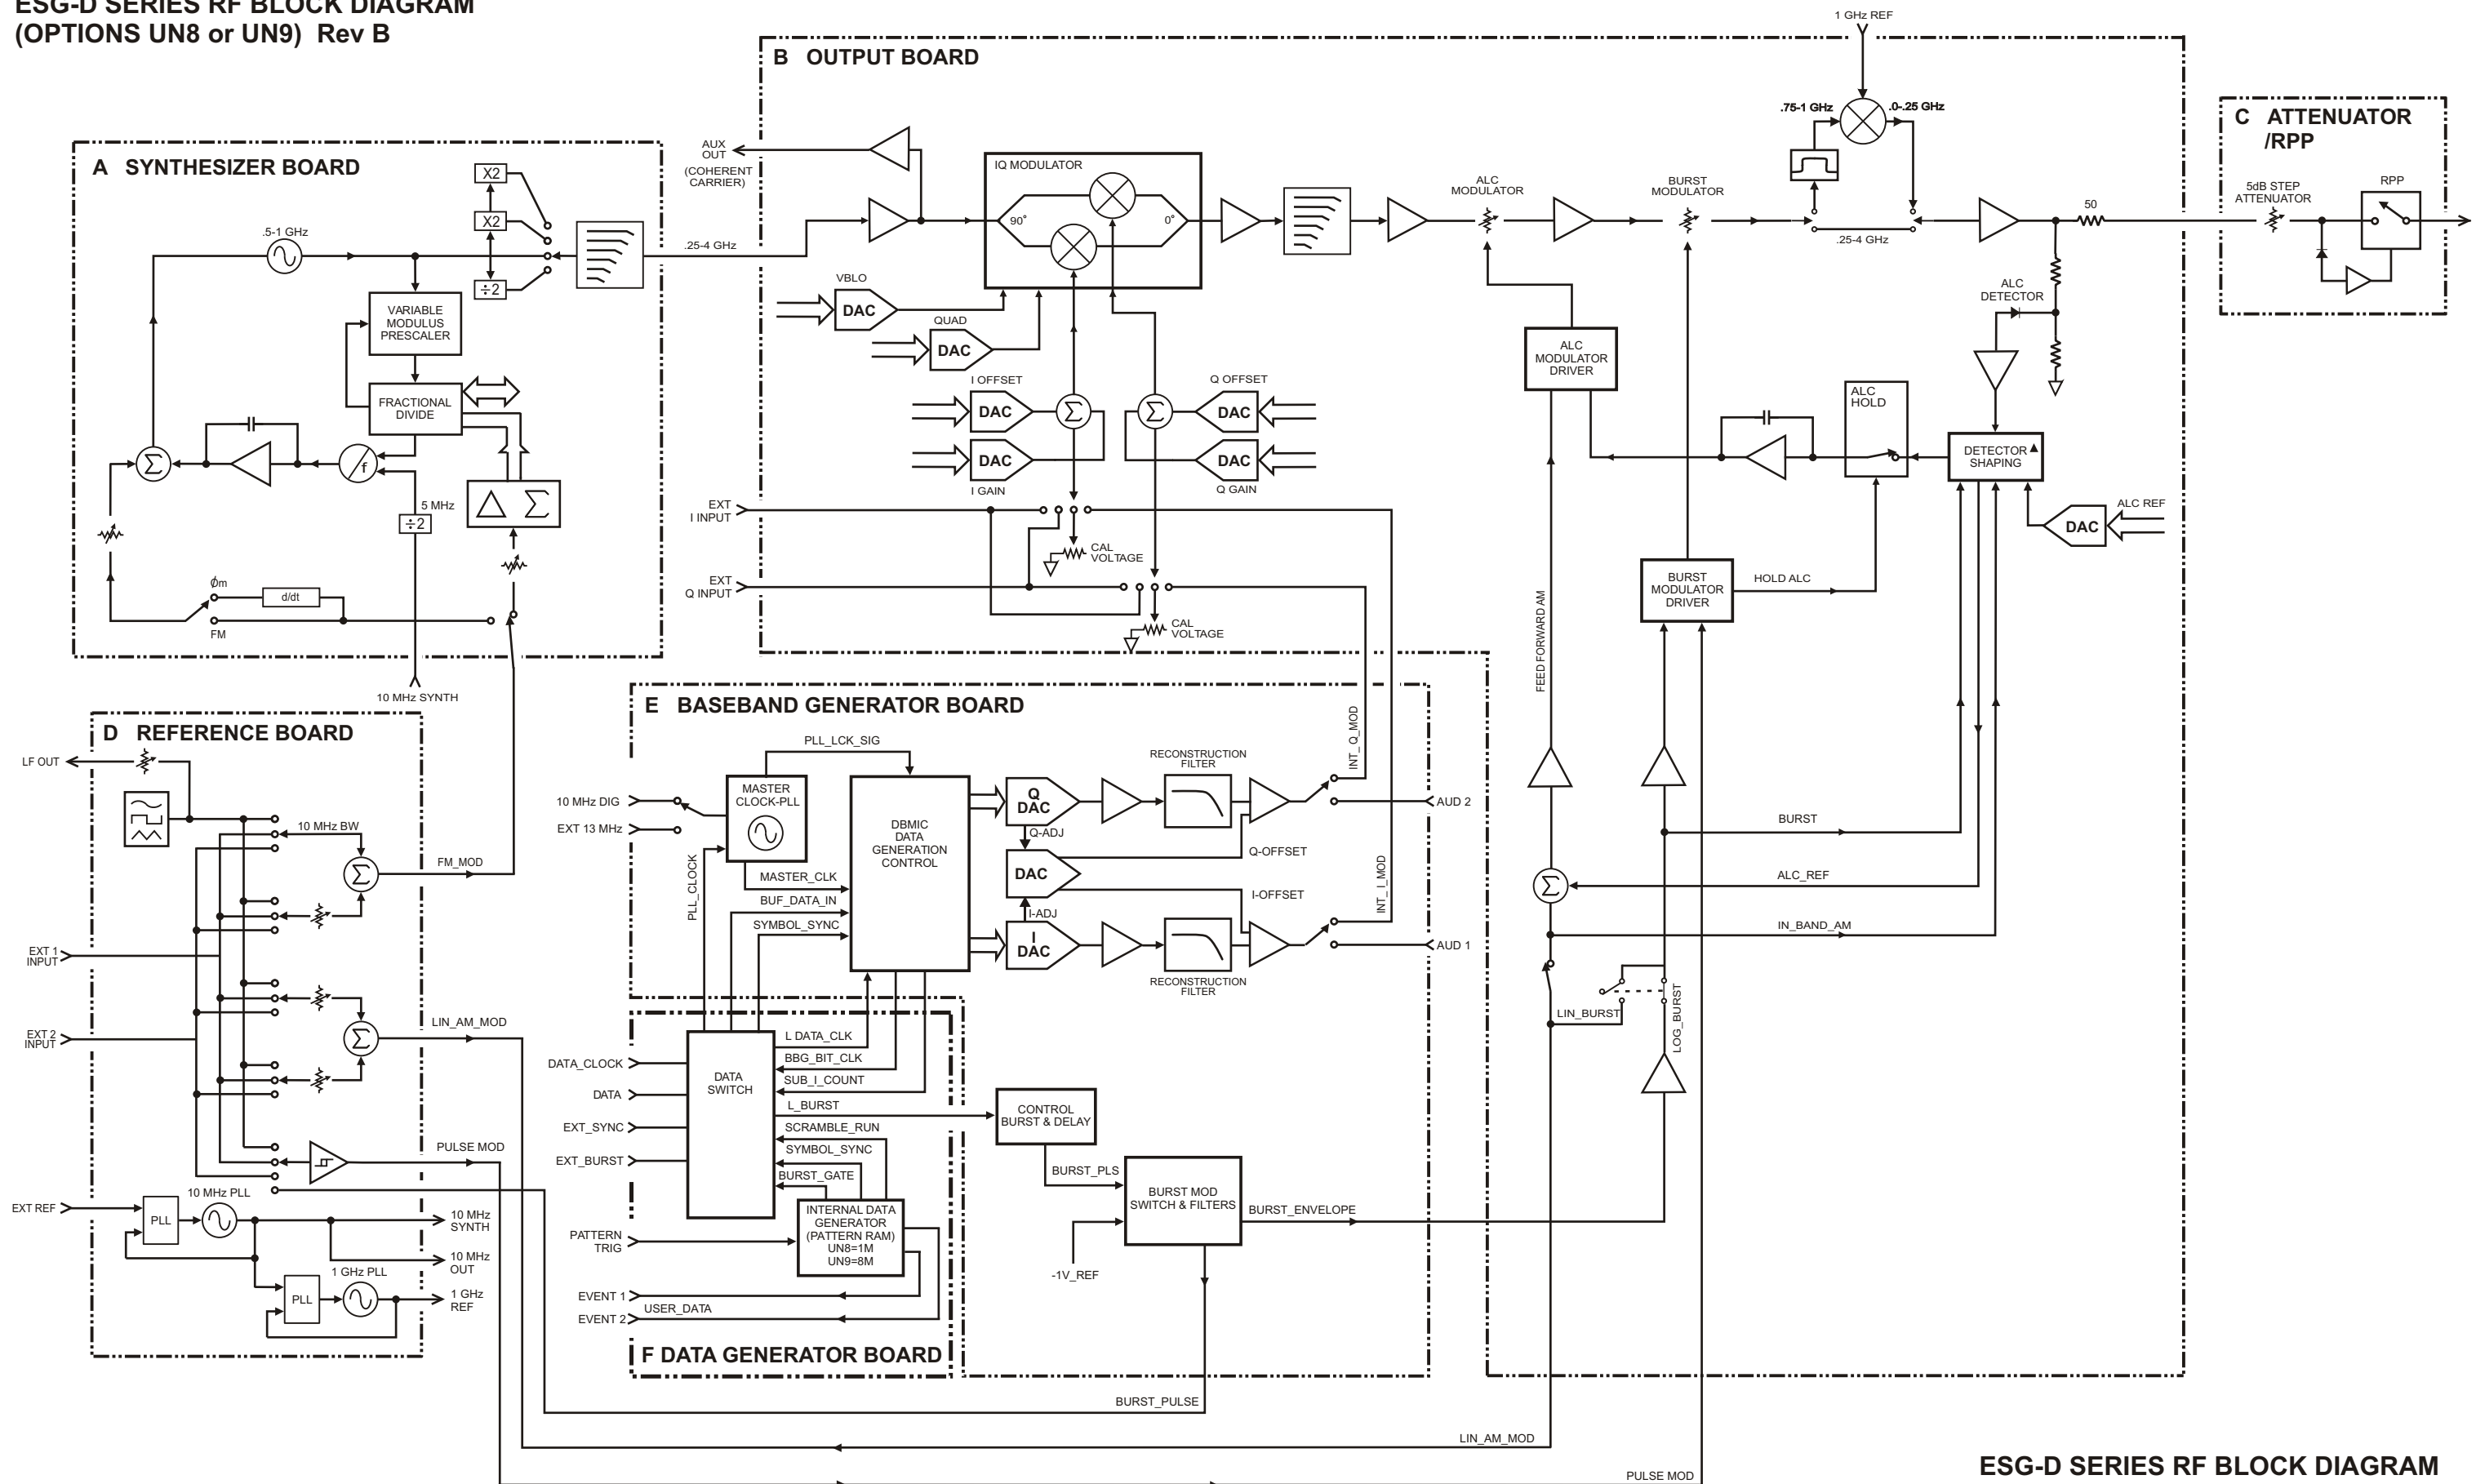 ESG-D SERIES RF BLOCK DIAGRAM
(OPTIONS UN8 or UN9) Rev B
1 GHz REF
B OUTPUT BOARD
.75-1 GHz
.0-.25 GHz
C ATTENUATOR
/RPP
A SYNTHESIZER BOARD
AUX
OUT
(COHERENT
CARRIER)
IQ MODULATOR
90°
0°
ALC
MODULATOR
BURST
MODULATOR
5dB STEP
ATTENUATOR
RPP
X2
X2
÷2
.5-1 GHz
.25-4 GHz
.25-4 GHz
50
VBLO
DAC
QUAD
DAC
ALC
DETECTOR
VARIABLE
MODULUS
PRESCALER
FRACTIONAL
DIVIDE
I OFFSET
DAC
Σ
Σ
Q OFFSET
DAC
DAC
I GAIN
DAC
Q GAIN
ALC
MODULATOR
DRIVER
ALC
HOLD
DETECTOR
SHAPING
ALC REF
DAC
Σ
f
5 MHz
÷2
Δ Σ
EXT
I INPUT
CAL
VOLTAGE
EXT
Q INPUT
CAL
VOLTAGE
BURST
MODULATOR
DRIVER
HOLD ALC
ϕm
d/dt
FM
10 MHz SYNTH
FEED FORWARD AM
D REFERENCE BOARD
LF OUT
10 MHz BW
Σ
FM_MOD
EXT 1
INPUT
EXT 2
INPUT
Σ
LIN_AM_MOD
PULSE MOD
EXT REF
10 MHz PLL
PLL
10 MHz
SYNTH
10 MHz
OUT
1 GHz PLL
PLL
1 GHz
REF
E BASEBAND GENERATOR BOARD
PLL_LCK_SIG
MASTER
CLOCK-PLL
10 MHz DIG
EXT 13 MHz
DBMIC
DATA
GENERATION
CONTROL
Q
DAC
RECONSTRUCTION
FILTER
INT_ Q_MOD
AUD 2
Q-ADJ
DAC
Q-OFFSET
I-OFFSET
I-ADJ
I
DAC
RECONSTRUCTION
FILTER
INT_ I_MOD
AUD 1
PLL_CLOCK
MASTER_CLK
BUF_DATA_IN
SYMBOL_SYNC
BURST
Σ
ALC_REF
IN_BAND_AM
LIN_BURST
LOG_BURST
DATA_CLOCK
DATA
EXT_SYNC
EXT_BURST
DATA
SWITCH
L DATA_CLK
BBG_BIT_CLK
SUB_I_COUNT
L_BURST
SCRAMBLE_RUN
SYMBOL_SYNC
BURST_GATE
CONTROL
BURST & DELAY
BURST_PLS
BURST MOD
SWITCH & FILTERS
BURST_ENVELOPE
-1V_REF
PATTERN
TRIG
INTERNAL DATA
GENERATOR
(PATTERN RAM)
UN8=1M
UN9=8M
EVENT 1
USER_DATA
EVENT 2
F DATA GENERATOR BOARD
BURST_PULSE
LIN_AM_MOD
PULSE MOD
ESG-D SERIES RF BLOCK DIAGRAM